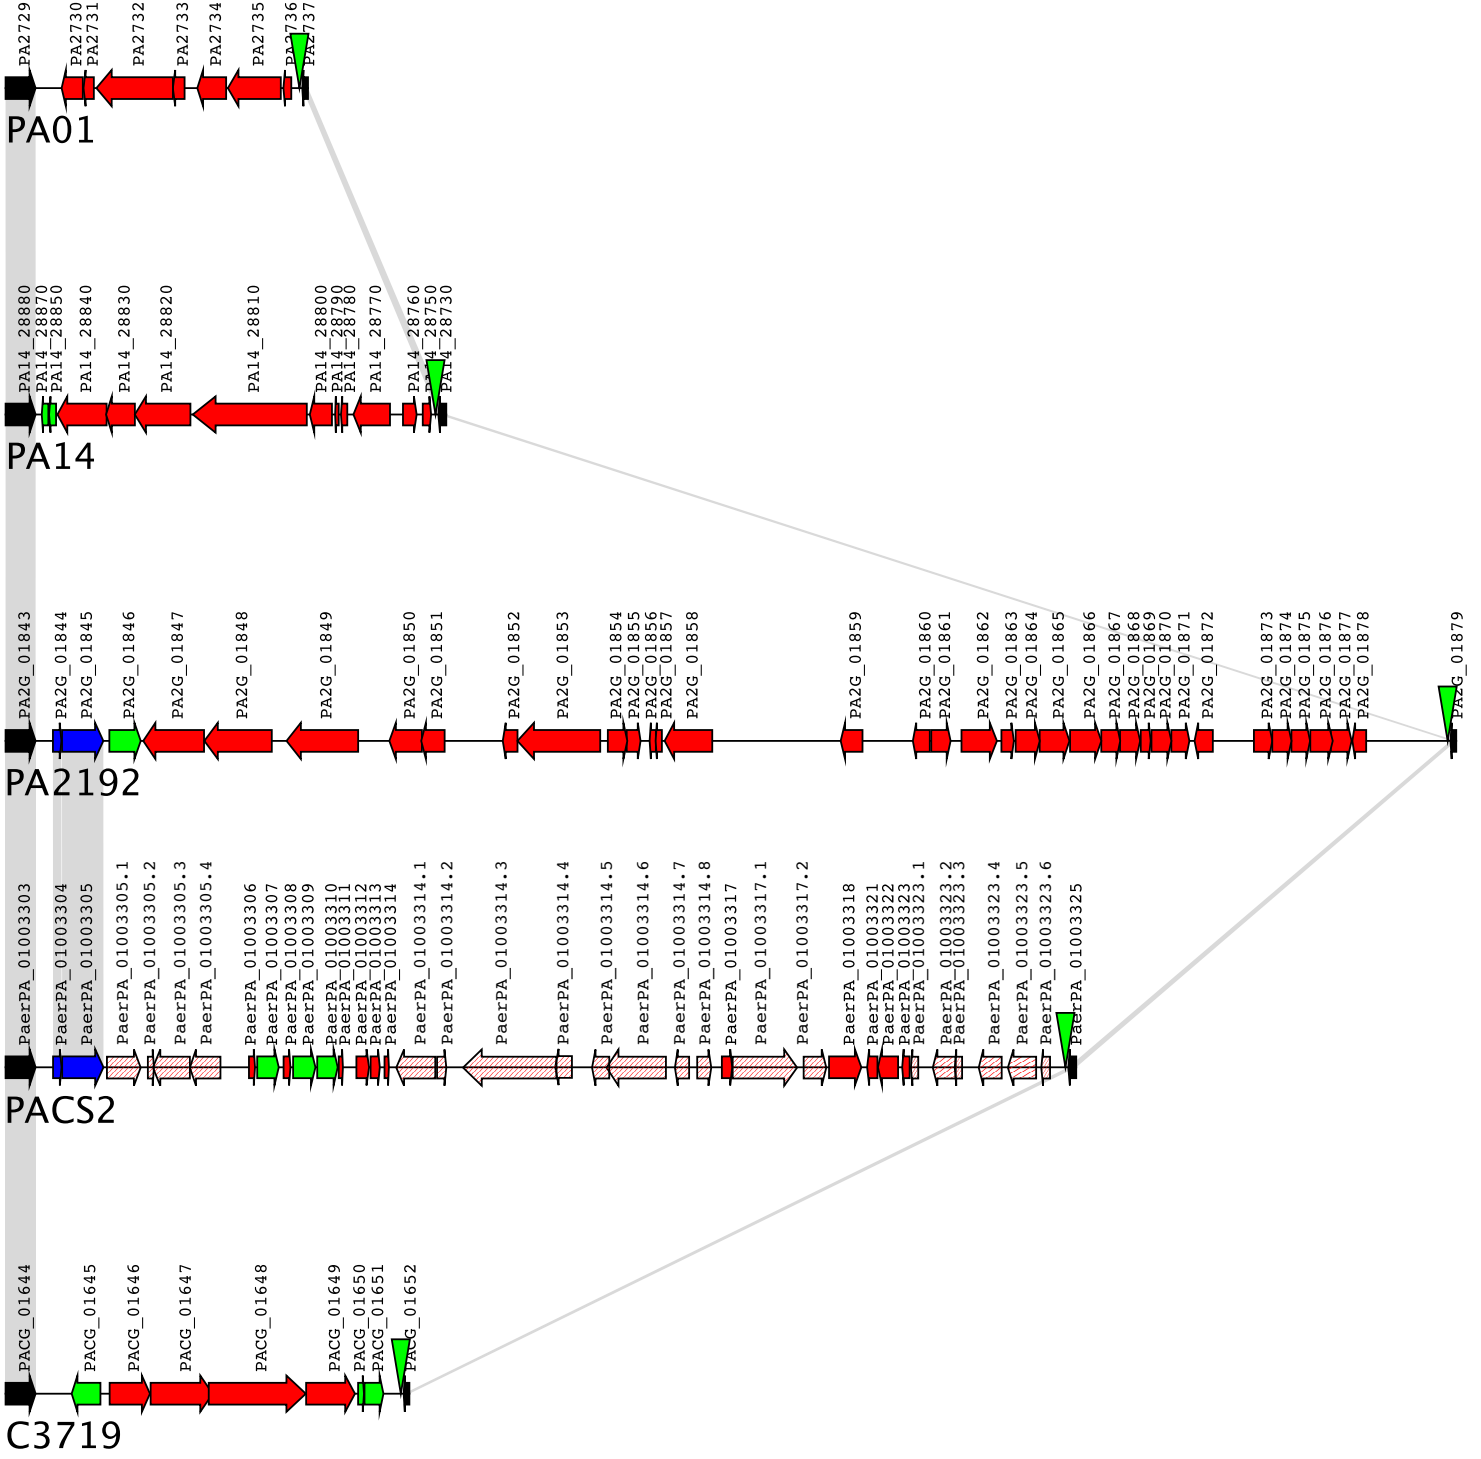 PA2729 PA2730 PA2731 PA2732 PA2733 PA2734 PA2735 PA2736 PA2737
PA01
PA14_28880 PA14_28870 PA14_28850 PA14_28840 PA14_28830 PA14_28820 PA14_28810 PA14_28800 PA14_28790 PA14_28780 PA14_28770 PA14_28760 PA14_28750 PA14_28730
PA14
PA2G_01843 PA2G_01844 PA2G_01845 PA2G_01846 PA2G_01847 PA2G_01848 PA2G_01849 PA2G_01850 PA2G_01851 PA2G_01852 PA2G_01853 PA2G_01854 PA2G_01855 PA2G_01856 PA2G_01857 PA2G_01858 PA2G_01859 PA2G_01860 PA2G_01861 PA2G_01862 PA2G_01863 PA2G_01864 PA2G_01865 PA2G_01866 PA2G_01867 PA2G_01868 PA2G_01869 PA2G_01870 PA2G_01871 PA2G_01872 PA2G_01873 PA2G_01874 PA2G_01875 PA2G_01876 PA2G_01877 PA2G_01878 PA2G_01879
PA2192
PaerPA_01003303 PaerPA_01003304 PaerPA_01003305 PaerPA_01003305.1 PaerPA_01003305.2 PaerPA_01003305.3 PaerPA_01003305.4 PaerPA_01003306 PaerPA_01003307 PaerPA_01003308 PaerPA_01003309 PaerPA_01003310 PaerPA_01003311 PaerPA_01003312 PaerPA_01003313 PaerPA_01003314 PaerPA_01003314.1 PaerPA_01003314.2 PaerPA_01003314.3 PaerPA_01003314.4 PaerPA_01003314.5 PaerPA_01003314.6 PaerPA_01003314.7 PaerPA_01003314.8 PaerPA_01003317 PaerPA_01003317.1 PaerPA_01003317.2 PaerPA_01003318 PaerPA_01003321 PaerPA_01003322 PaerPA_01003323 PaerPA_01003323.1 PaerPA_01003323.2 PaerPA_01003323.3 PaerPA_01003323.4 PaerPA_01003323.5 PaerPA_01003323.6 PaerPA_01003325
PACS2
PACG_01644 PACG_01645 PACG_01646 PACG_01647 PACG_01648 PACG_01649 PACG_01650 PACG_01651 PACG_01652
C3719